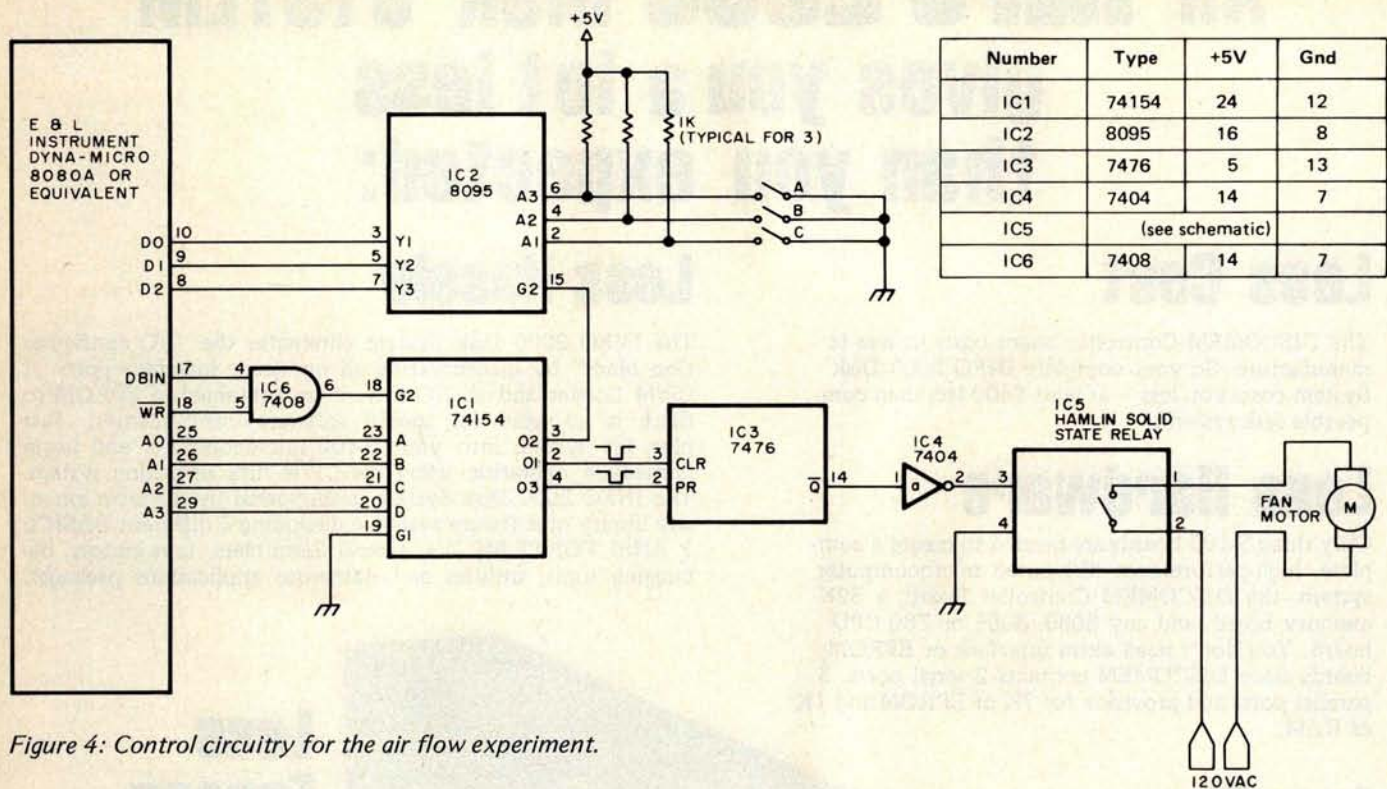 +5V
E & L
INSTRUMENT
DYNA-MICRO
8080A OR
EQUIVALENT
D0 10
D1 9
D2 8
DBIN 17
WR 18
A0 25
A1 26
A2 27
A3 29
IC2
8095
3 Y1
5 Y2
7 Y3
A3 6
A2 4
A1 2
G2 15
1K
(TYPICAL FOR 3)
A
B
C
4
5
6
IC6
7408
IC1
74154
18 G2
23 A
22 B
21 C
20 D
19 G1
O2 3
O1 2
4
IC3
7476
3 CLR
2 PR
Q 14
IC4
7404
1 a 2
IC5
HAMLIN SOLID
STATE RELAY
3
4
1
2
FAN
MOTOR
M
120VAC
Number Type +5V Gnd
IC1 74154 24 12
IC2 8095 16 8
IC3 7476 5 13
IC4 7404 14 7
IC5 (see schematic)
IC6 7408 14 7
Figure 4: Control circuitry for the air flow experiment.